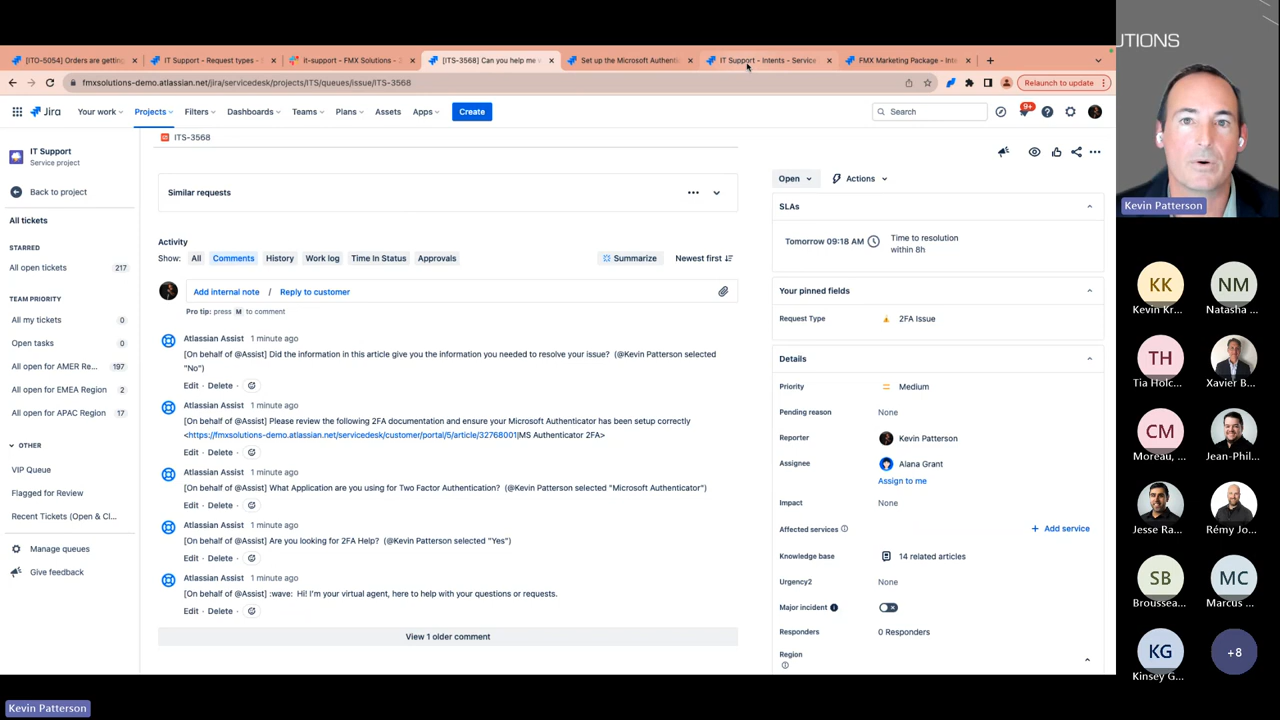 [ITO-5054] Orders are getting
IT Support - Request types -
it-support - FMX Solutions - 2
[ITS-3568] Can you help me w
Set up the Microsoft Authentic
IT Support - Intents - Service
FMX Marketing Package - Int
fmxsolutions-demo.atlassian.net/jira/servicedesk/projects/ITS/queues/issue/ITS-3568
Relaunch to update
Jira
Your work
Projects
Filters
Dashboards
Teams
Plans
Assets
Apps
Create
Search
9+
IT Support
Service project
Back to project
All tickets
STARRED
All open tickets 217
TEAM PRIORITY
All my tickets 0
Open tasks 0
All open for AMER Re... 197
All open for EMEA Region 2
All open for APAC Region 17
OTHER
VIP Queue
Flagged for Review
Recent Tickets (Open & Cl...
Manage queues
Give feedback
ITS-3568
Similar requests
Activity
Show: All Comments History Work log Time In Status Approvals Summarize Newest first
Add internal note / Reply to customer
Pro tip: press M to comment
Atlassian Assist 1 minute ago
[On behalf of @Assist] Did the information in this article give you the information you needed to resolve your issue? (@Kevin Patterson selected
"No")
Edit · Delete ·
Atlassian Assist 1 minute ago
[On behalf of @Assist] Please review the following 2FA documentation and ensure your Microsoft Authenticator has been setup correctly
<https://fmxsolutions-demo.atlassian.net/servicedesk/customer/portal/5/article/32768001|MS Authenticator 2FA>
Edit · Delete ·
Atlassian Assist 1 minute ago
[On behalf of @Assist] What Application are you using for Two Factor Authentication? (@Kevin Patterson selected "Microsoft Authenticator")
Edit · Delete ·
Atlassian Assist 1 minute ago
[On behalf of @Assist] Are you looking for 2FA Help? (@Kevin Patterson selected "Yes")
Edit · Delete ·
Atlassian Assist 1 minute ago
[On behalf of @Assist] :wave: Hi! I'm your virtual agent, here to help with your questions or requests.
Edit · Delete ·
View 1 older comment
Open
Actions
SLAs
Tomorrow 09:18 AM Time to resolution
within 8h
Your pinned fields
Request Type 2FA Issue
Details
Priority Medium
Pending reason None
Reporter Kevin Patterson
Assignee Alana Grant
Assign to me
Impact None
Affected services + Add service
Knowledge base 14 related articles
Urgency2 None
Major incident
Responders 0 Responders
Region
UTIONS
Kevin Patterson
KK
Kevin Kr...
NM
Natasha ...
TH
Tia Holc...
Xavier B...
CM
Moreau, ...
Jean-Phil...
Jesse Ra...
Rémy Jo...
SB
Broussea...
MC
Marcus ...
KG
Kinsey G...
+8
Kevin Patterson